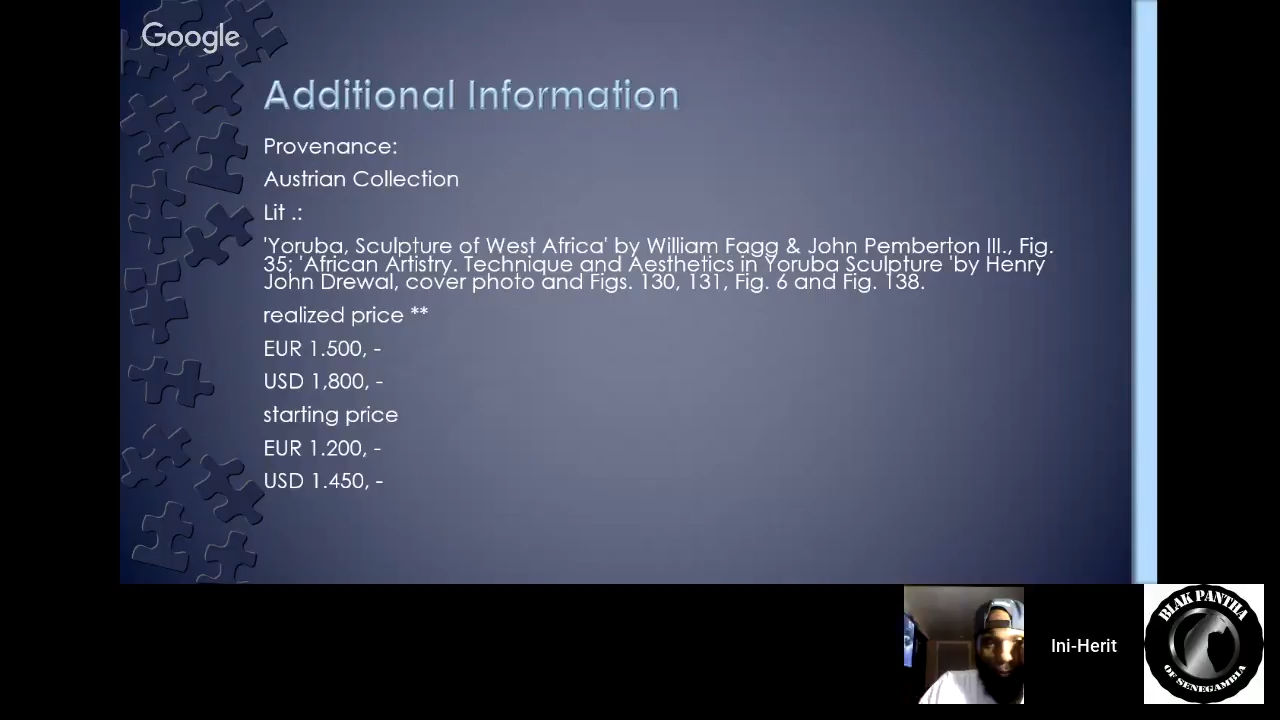 Google
Additional Information
Provenance:
Austrian Collection
Lit .:
'Yoruba, Sculpture of West Africa' by William Fagg & John Pemberton III., Fig.
35; 'African Artistry. Technique and Aesthetics in Yoruba Sculpture 'by Henry
John Drewal, cover photo and Figs. 130, 131, Fig. 6 and Fig. 138.
realized price **
EUR 1.500, -
USD 1,800, -
starting price
EUR 1.200, -
USD 1.450, -
Ini-Herit
BLAK PANTHA
OF SENEGAMBIA